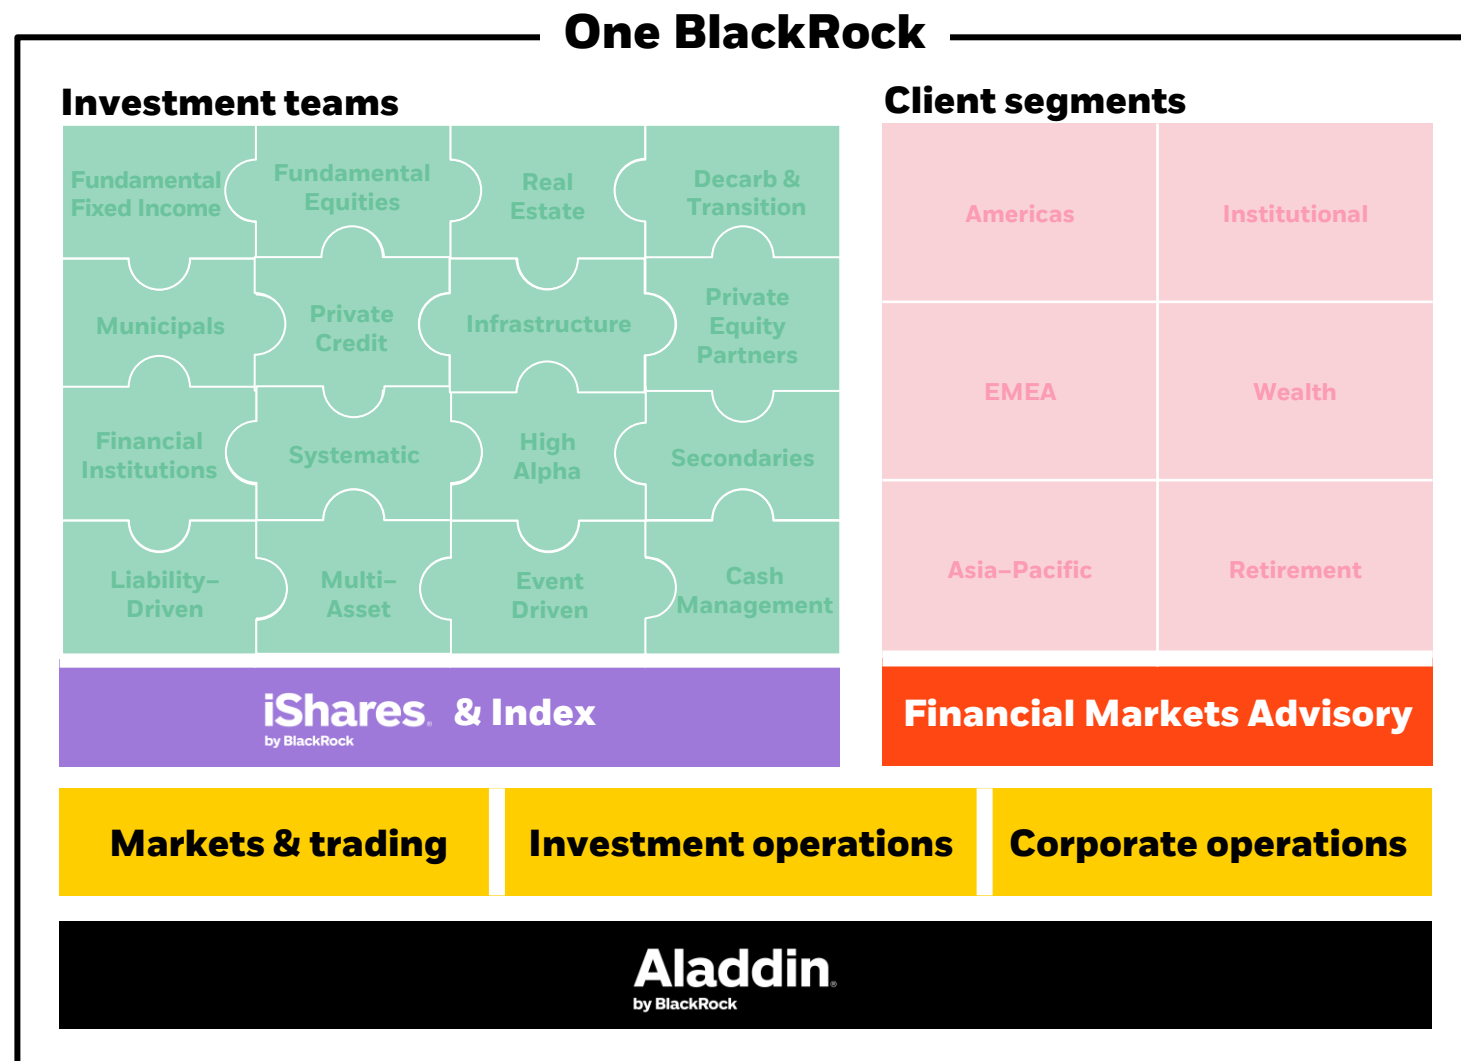 One BlackRock
Investment teams
Fundamental
Fixed Income
Fundamental
Equities
Real
Estate
Decarb &
Transition
Municipals
Private
Credit
Infrastructure
Private
Equity
Partners
Financial
Institutions
Systematic
High
Alpha
Secondaries
Liability–
Driven
Multi–
Asset
Event
Driven
Cash
Management
iShares. & Index
by BlackRock
Client segments
Americas
Institutional
EMEA
Wealth
Asia–Pacific
Retirement
Financial Markets Advisory
Markets & trading
Investment operations
Corporate operations
Aladdin®
by BlackRock